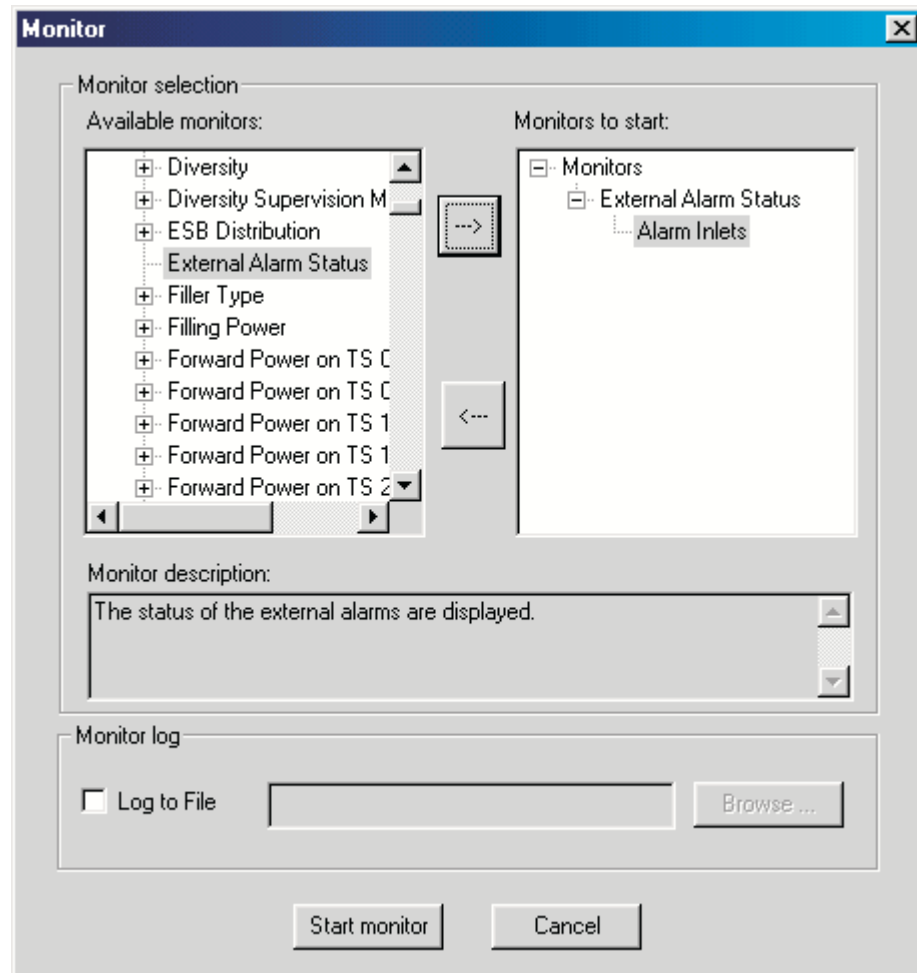 Monitor
Monitor selection
Available monitors:
Monitors to start:
Diversity
Diversity Supervision M
ESB Distribution
External Alarm Status
Filler Type
Filling Power
Forward Power on TS 0
Forward Power on TS 0
Forward Power on TS 1
Forward Power on TS 1
Forward Power on TS 2
--->
<---
Monitors
External Alarm Status
Alarm Inlets
Monitor description:
The status of the external alarms are displayed.
Monitor log
Log to File
Browse ...
Start monitor
Cancel